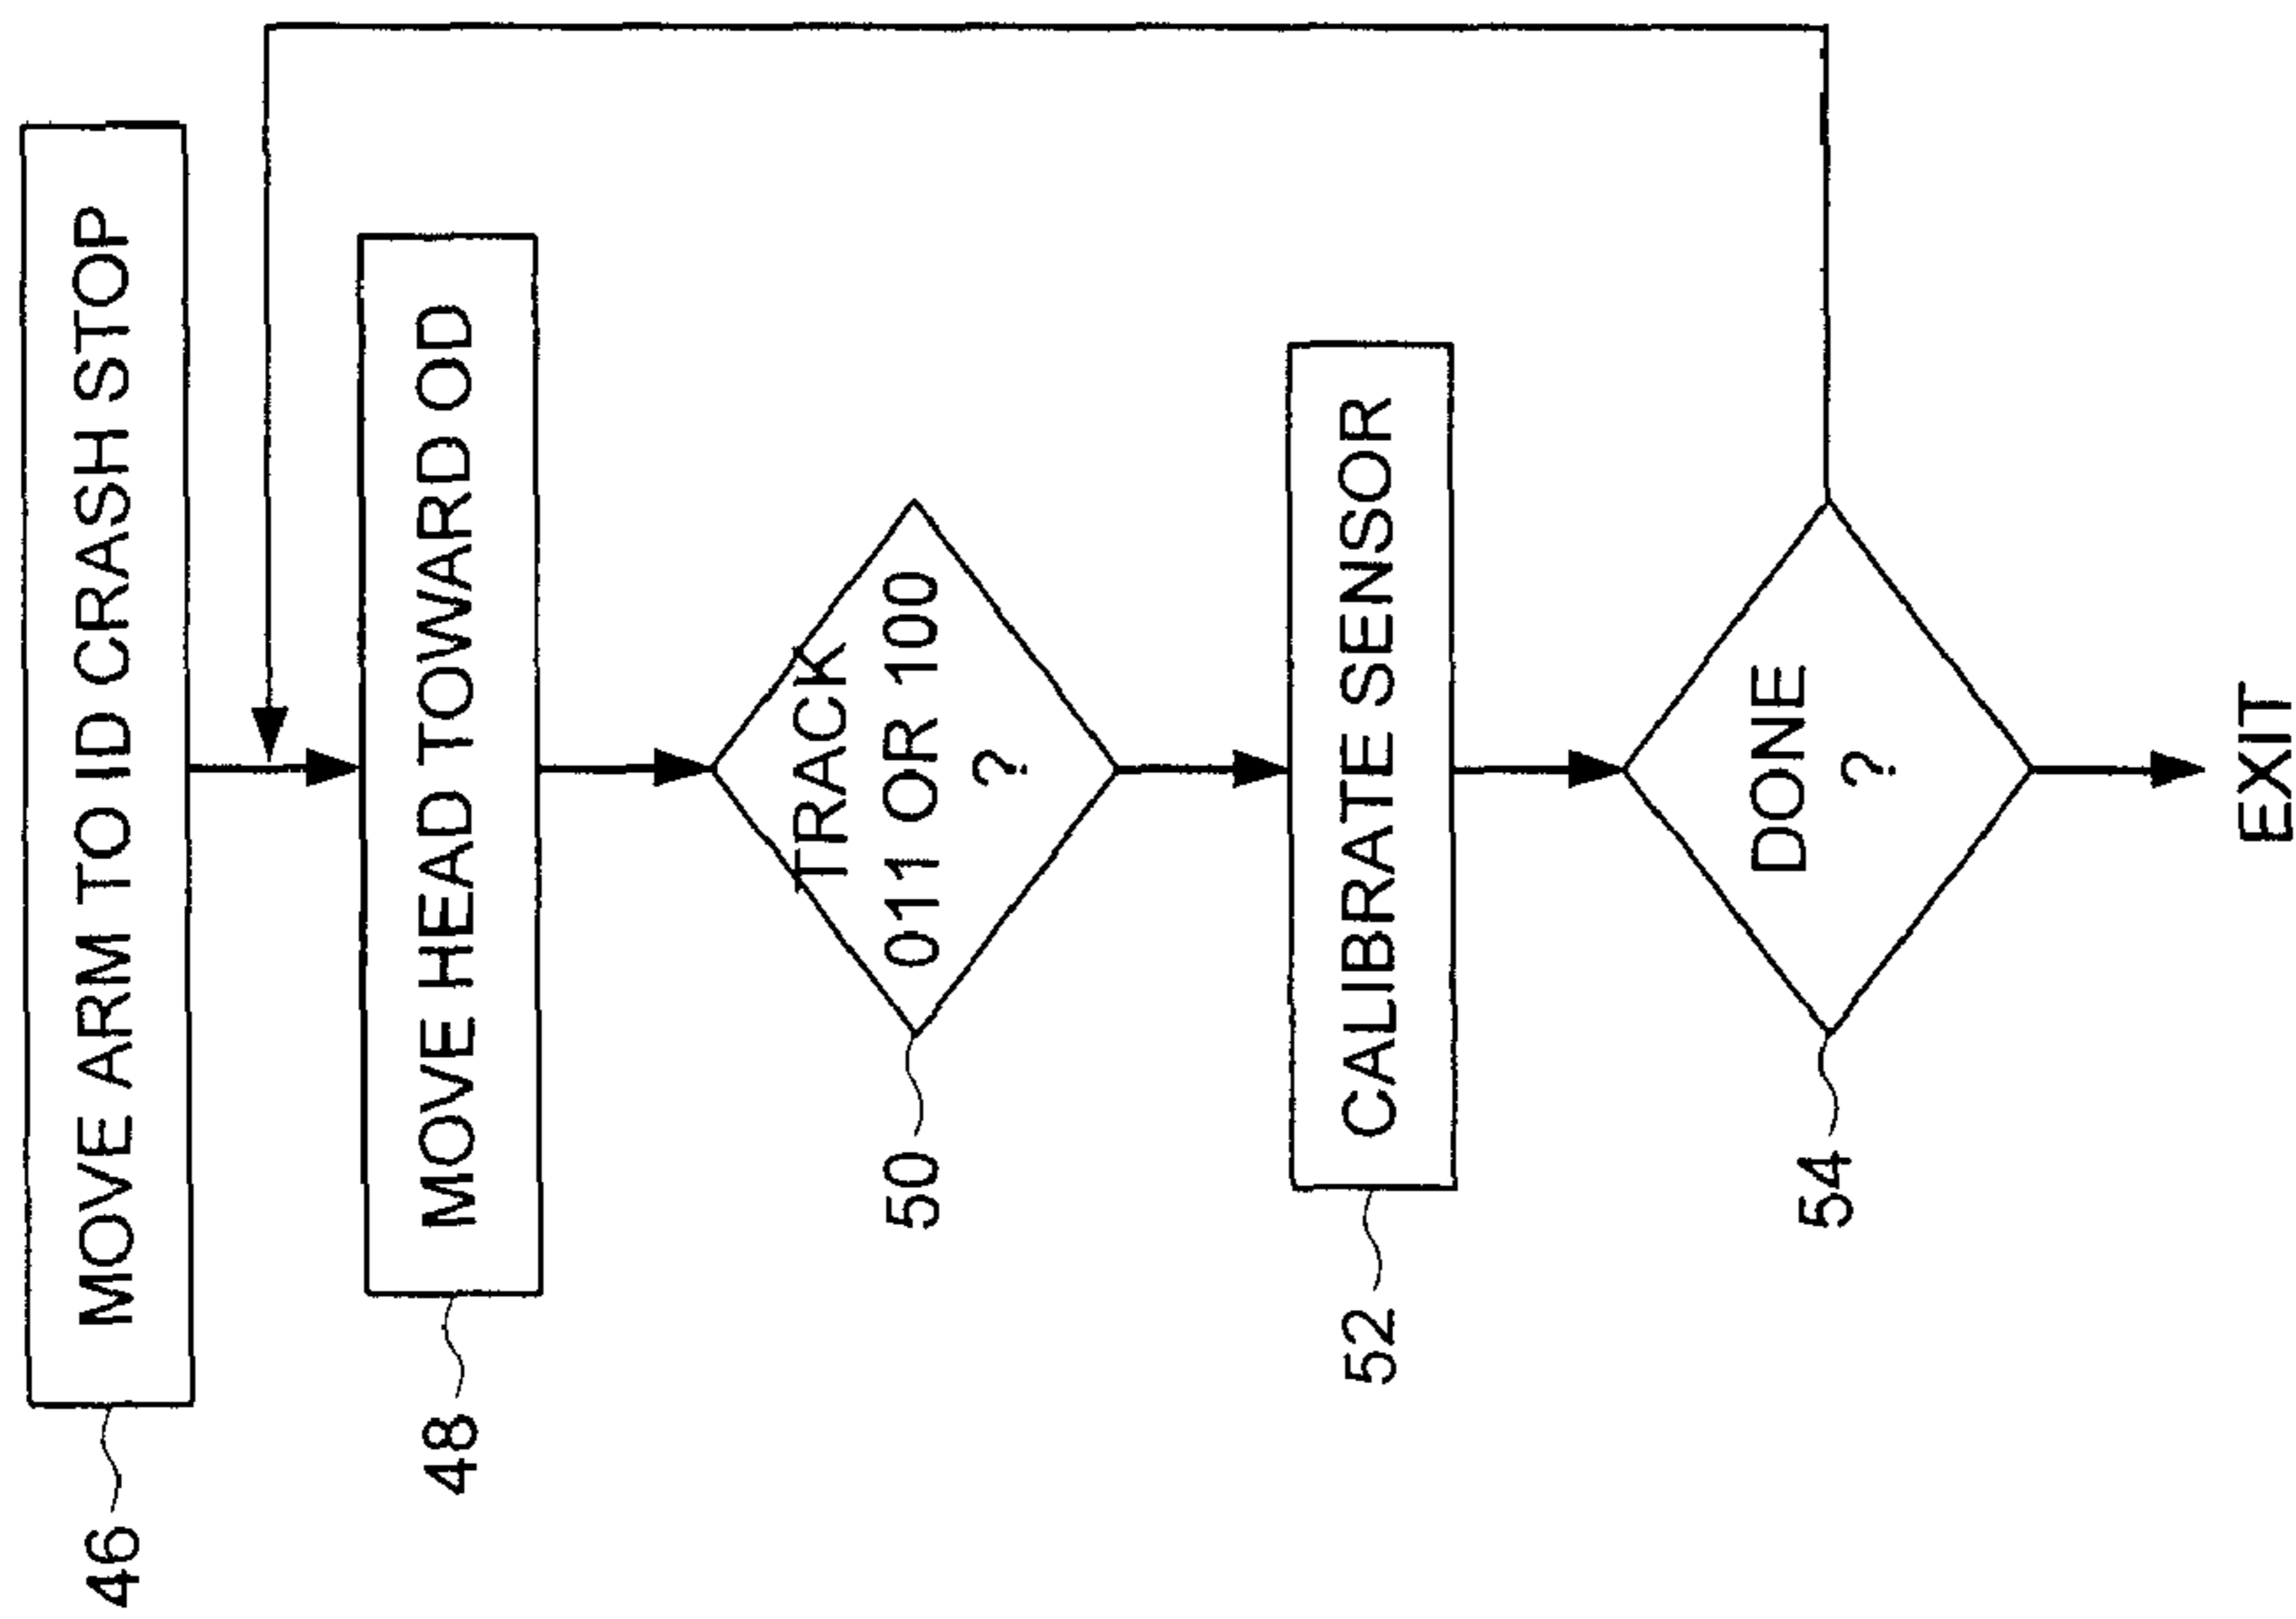 46
MOVE ARM TO ID CRASH STOP
48
MOVE HEAD TOWARD OD
50
TRACK
011 OR 100
?
52
CALIBRATE SENSOR
54
DONE
?
EXIT